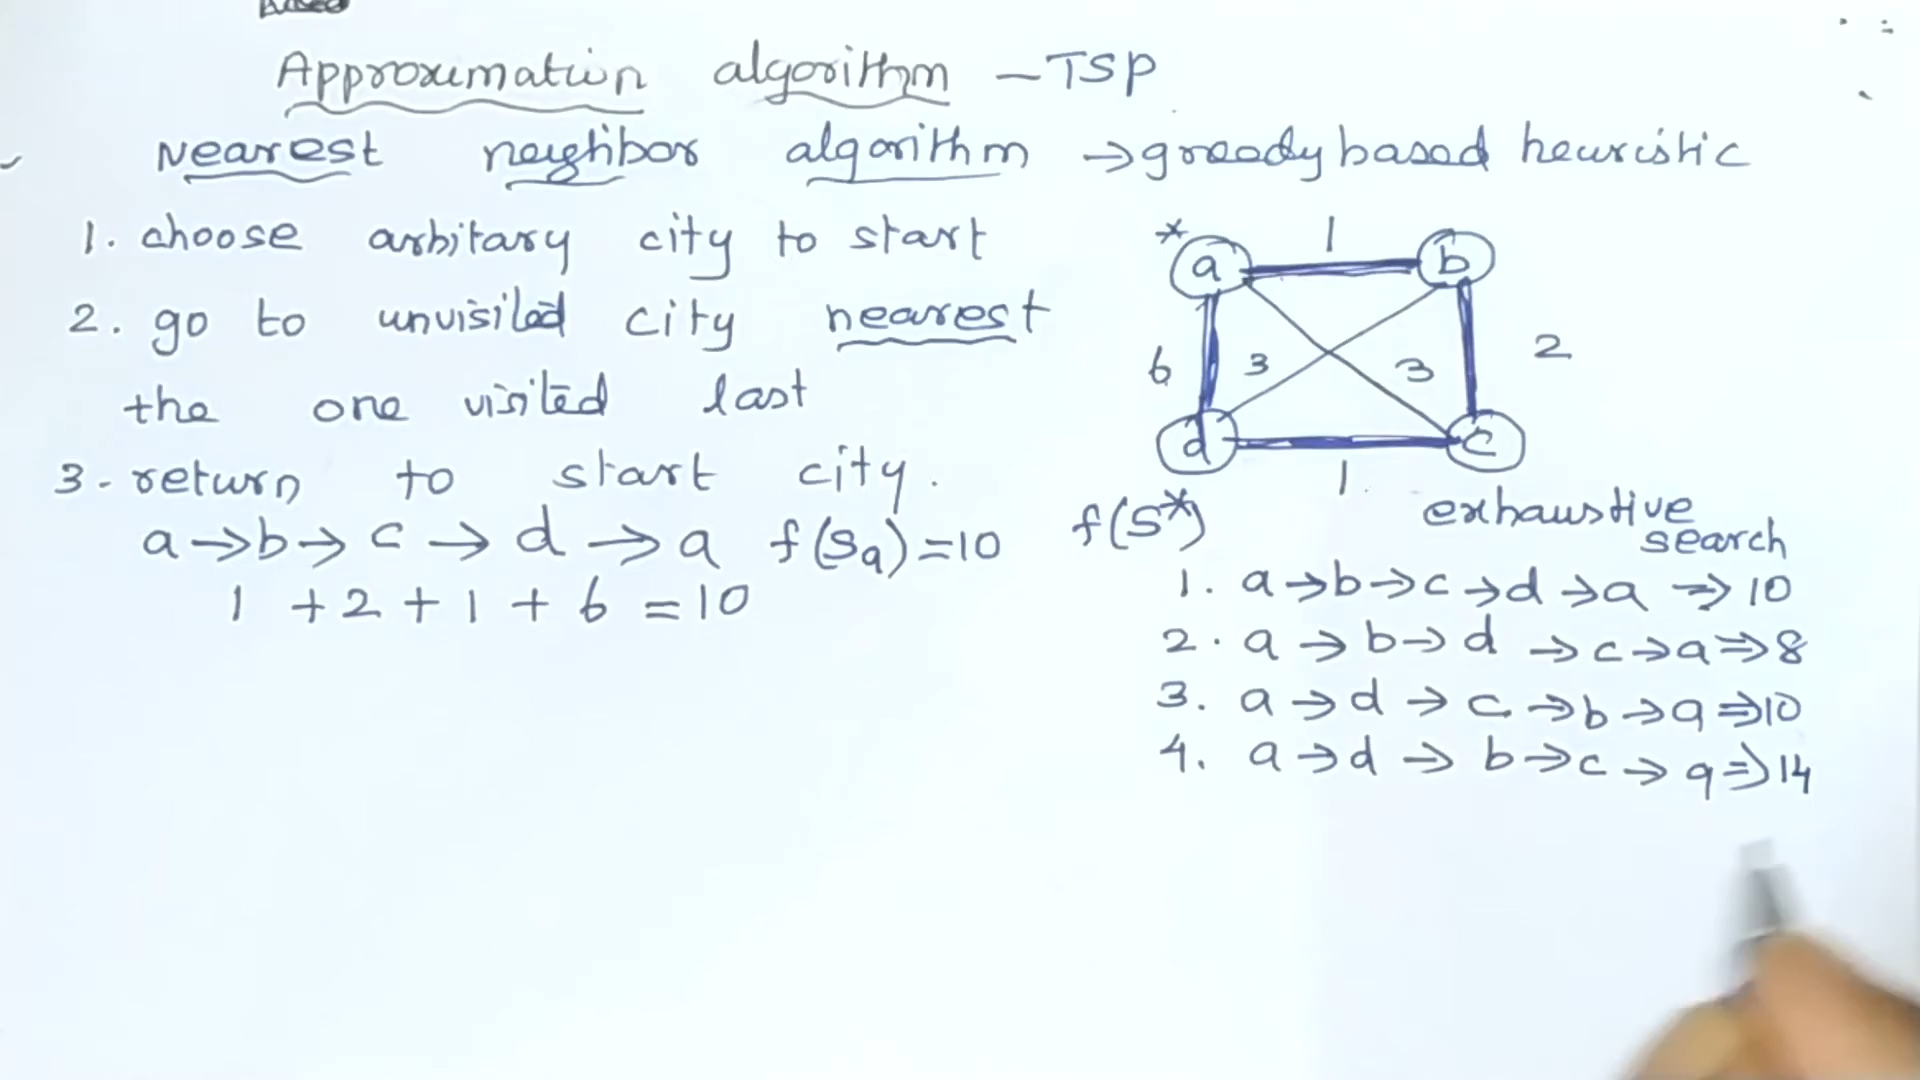 Approximation algorithm - TSP
Nearest neighbor algorithm → greedy based heuristic
1. choose arbitary city to start
2. go to unvisited city nearest
the one visited last
3. return to start city.
a → b → c → d → a f(Sa) = 10
1 + 2 + 1 + 6 = 10
* a 1 b
6 3 3 2
d 1 c
f(S*) exhaustive
search
1. a → b → c → d → a ⇒ 10
2. a → b → d → c → a ⇒ 8
3. a → d → c → b → a ⇒ 10
4. a → d → b → c → a ⇒ 14